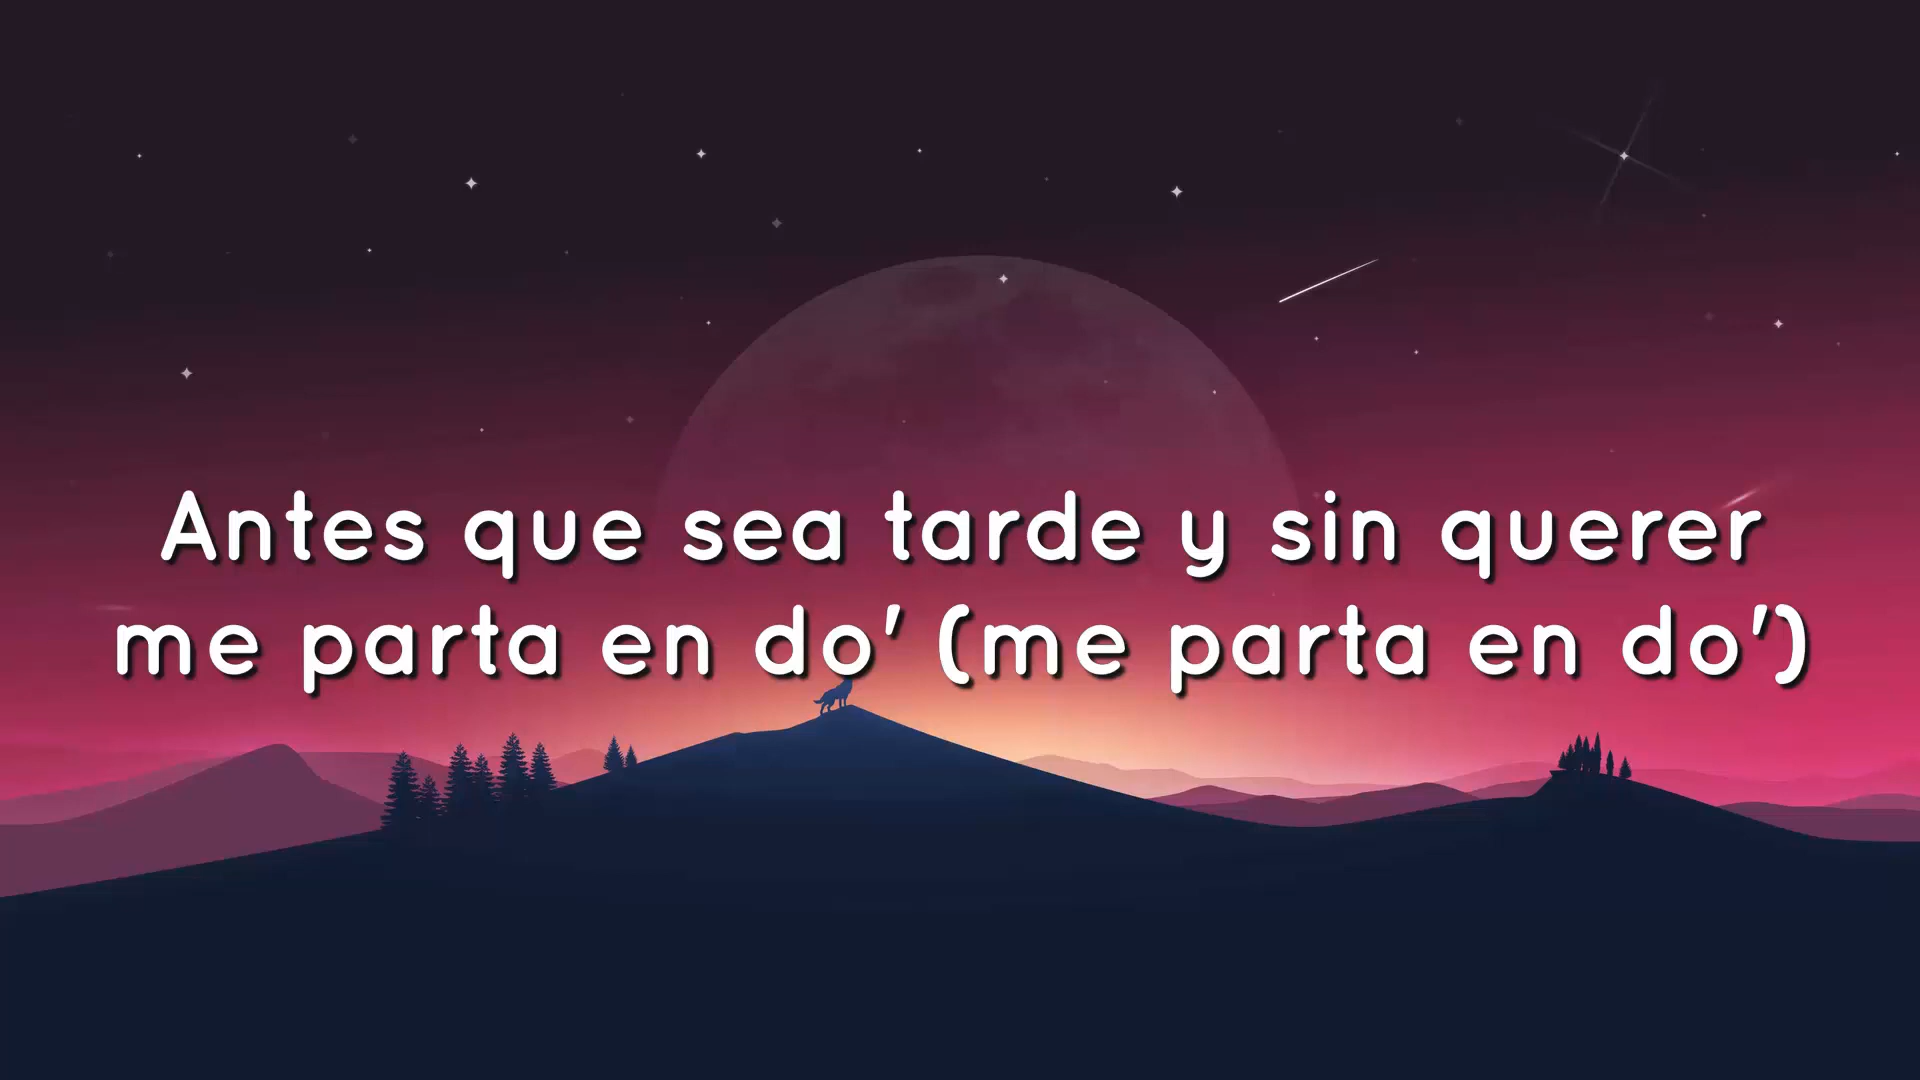 Antes que sea tarde y sin querer
me parta en do' (me parta en do')